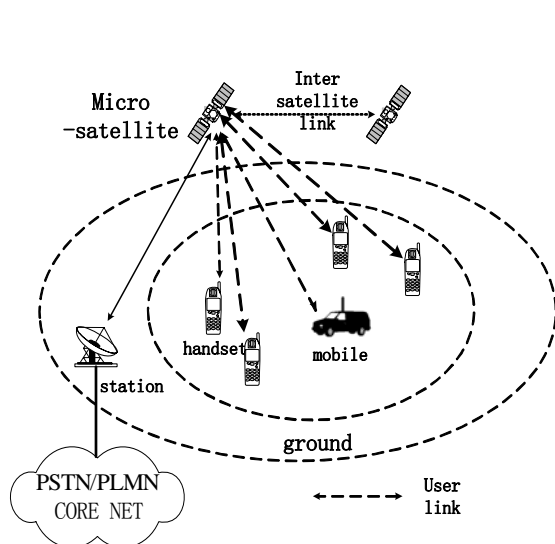 Inter
satellite
link
Micro
-satellite
handset
mobile
station
ground
PSTN/PLMN
CORE NET
User
link